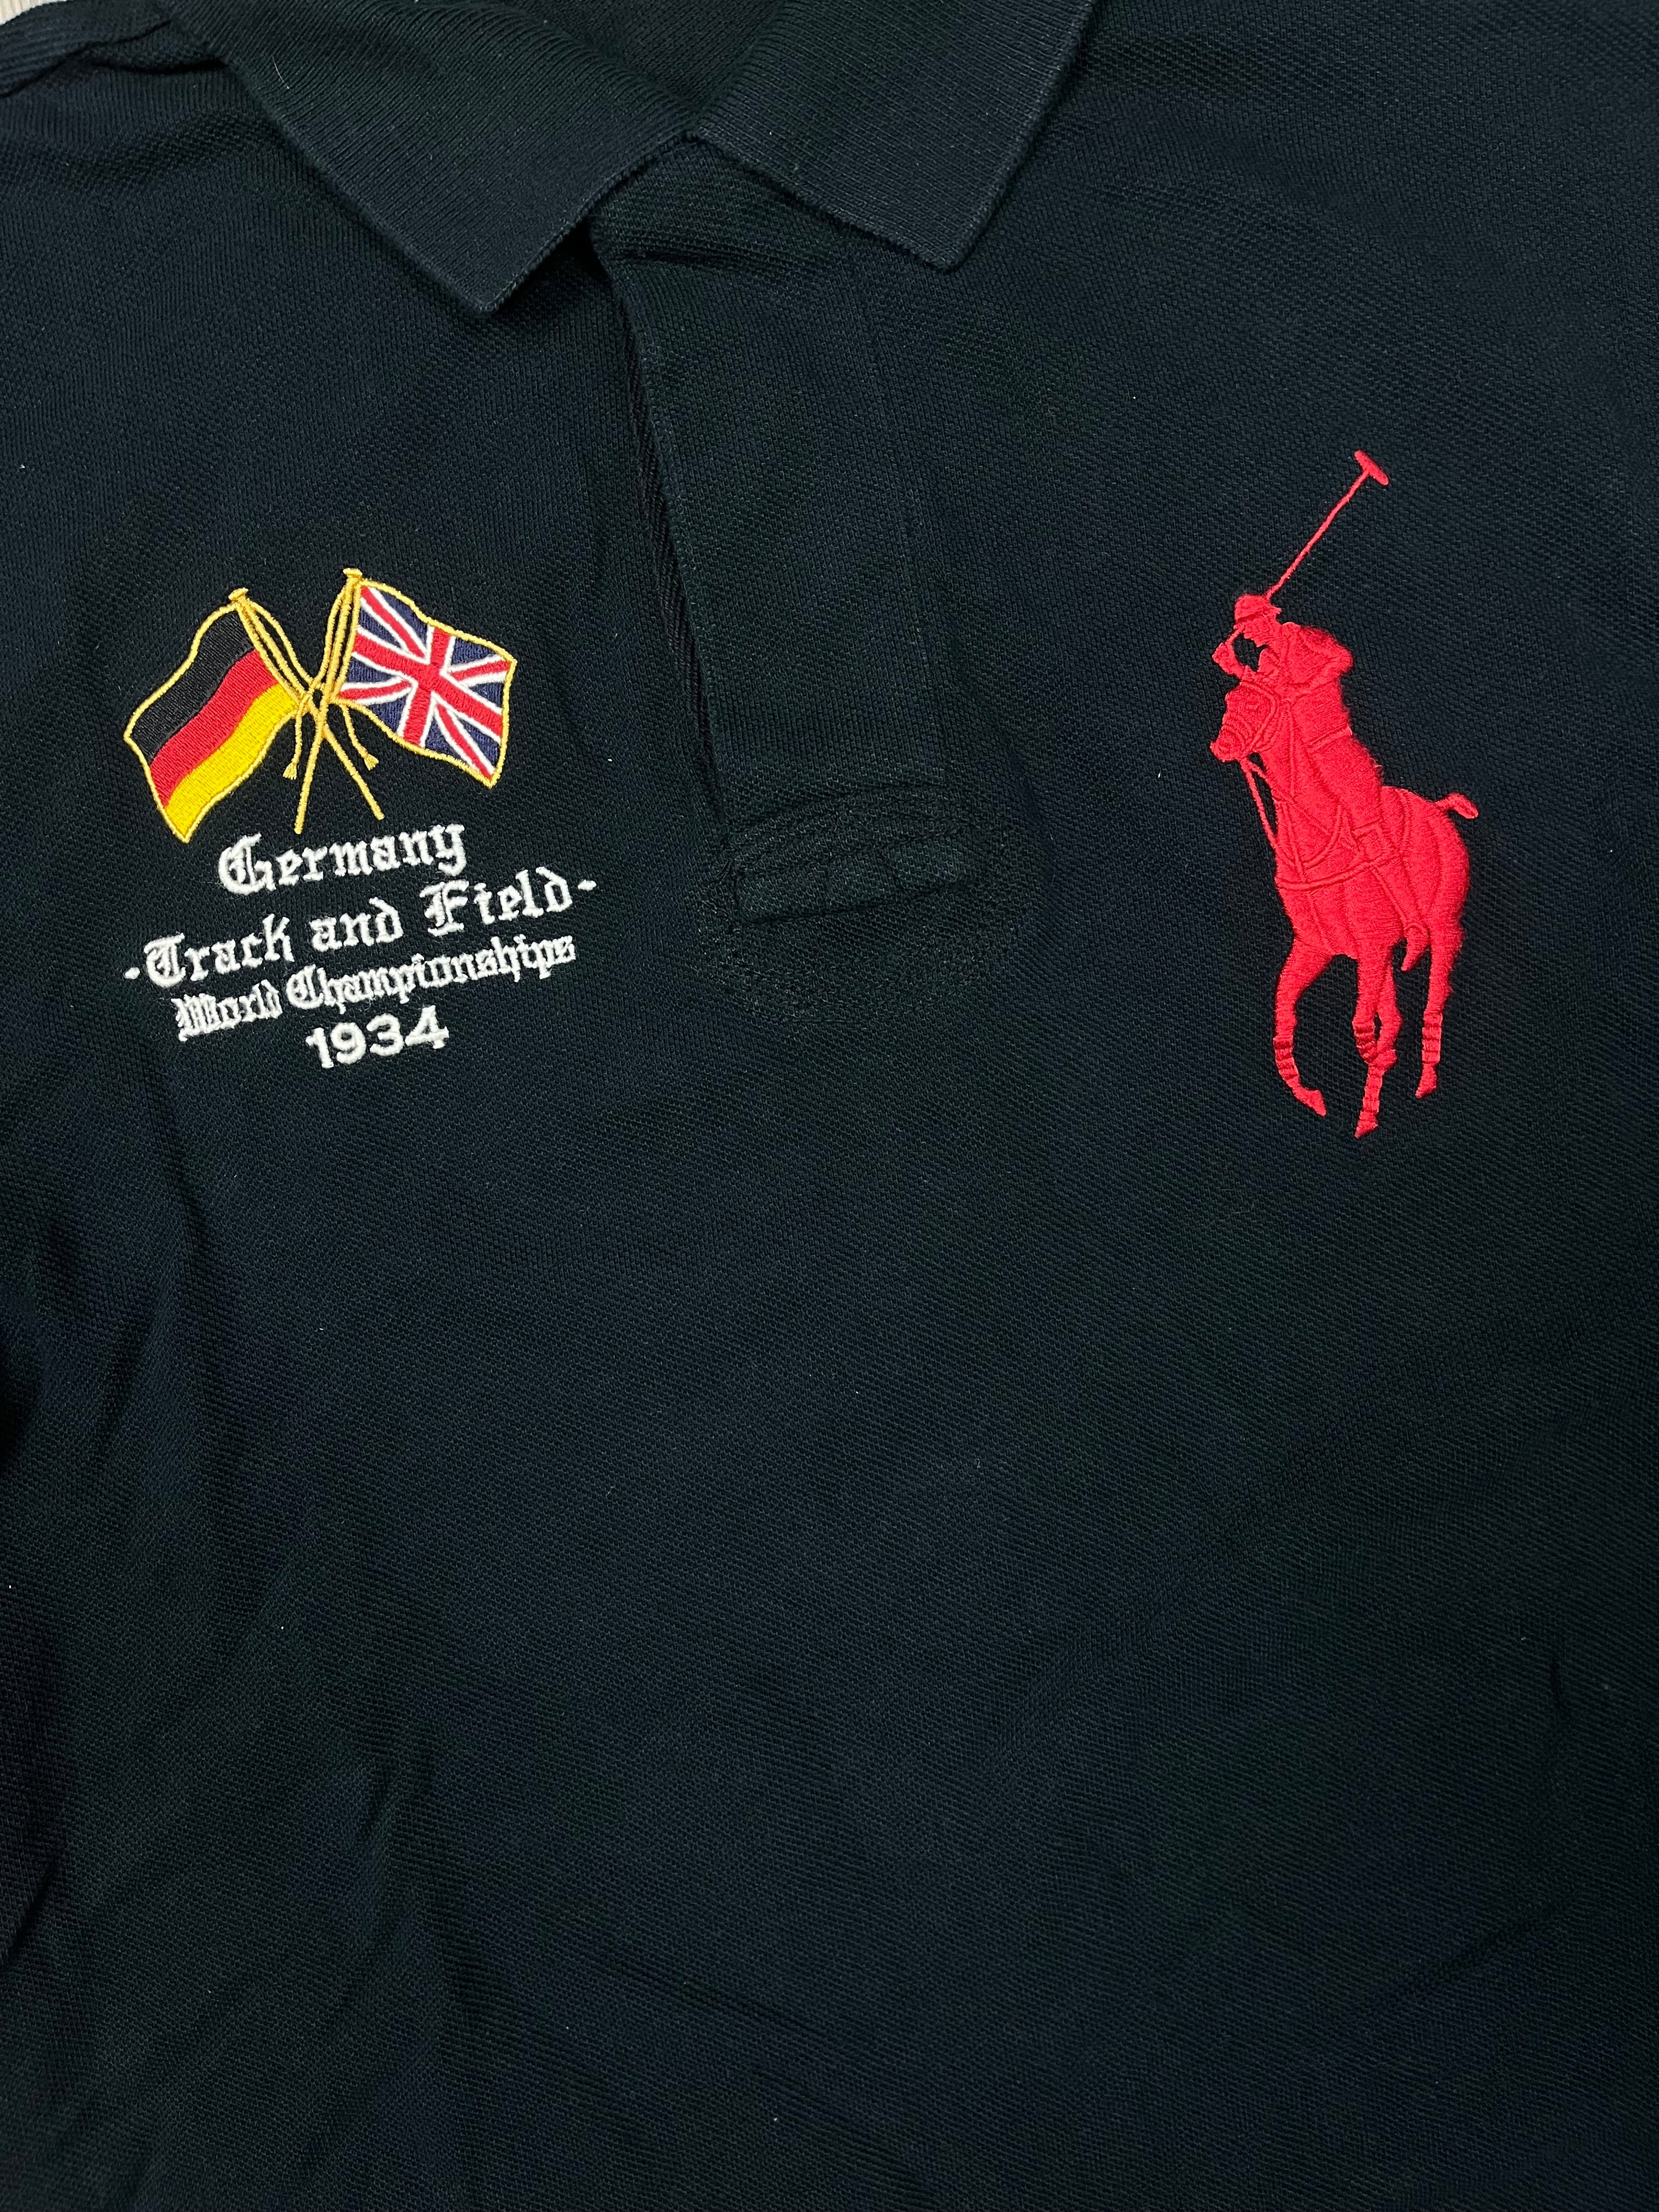 Germany
-Track and Field-
World Championships
1934